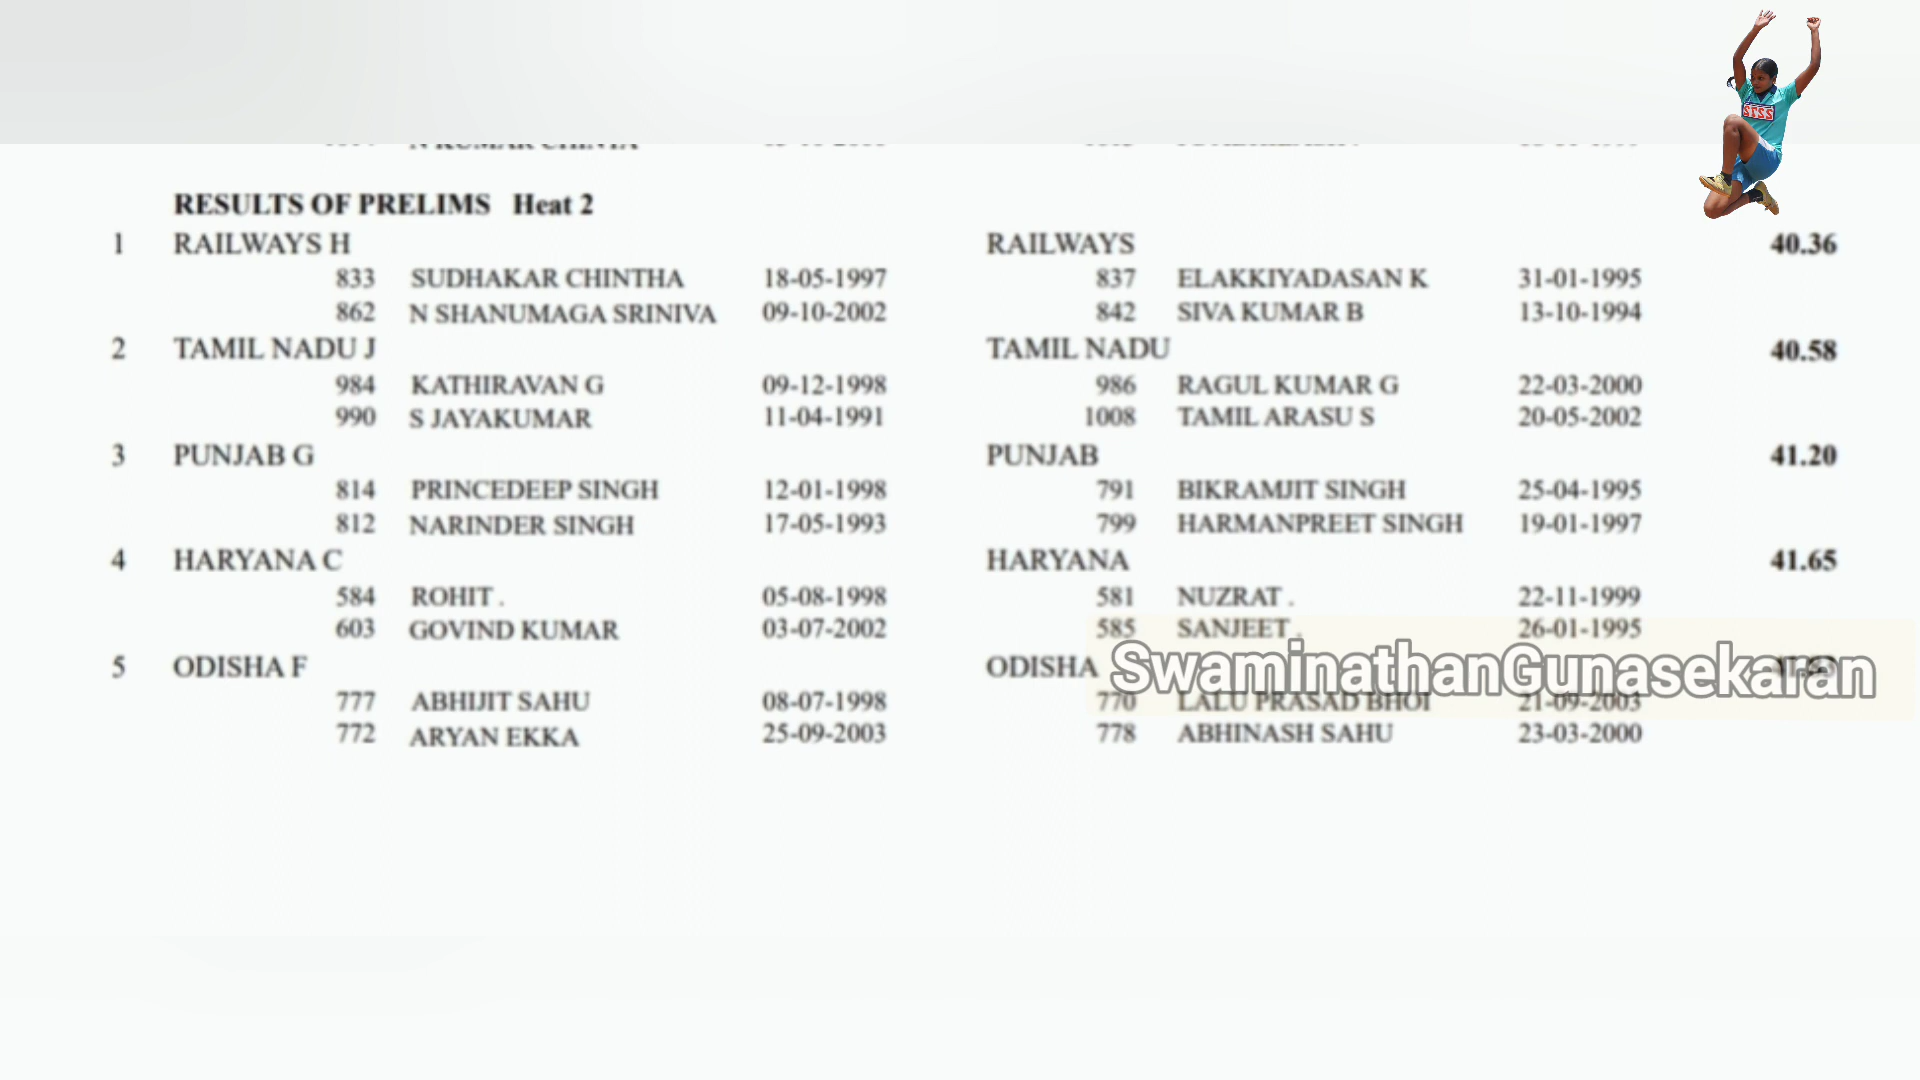 STSS
RESULTS OF PRELIMS Heat 2
1 RAILWAYS H RAILWAYS 40.36
833 SUDHAKAR CHINTHA 18-05-1997 837 ELAKKIYADASAN K 31-01-1995
862 N SHANUMAGA SRINIVA 09-10-2002 842 SIVA KUMAR B 13-10-1994
2 TAMIL NADU J TAMIL NADU 40.58
984 KATHIRAVAN G 09-12-1998 986 RAGUL KUMAR G 22-03-2000
990 S JAYAKUMAR 11-04-1991 1008 TAMIL ARASU S 20-05-2002
3 PUNJAB G PUNJAB 41.20
814 PRINCEDEEP SINGH 12-01-1998 791 BIKRAMJIT SINGH 25-04-1995
812 NARINDER SINGH 17-05-1993 799 HARMANPREET SINGH 19-01-1997
4 HARYANA C HARYANA 41.65
584 ROHIT . 05-08-1998 581 NUZRAT . 22-11-1999
603 GOVIND KUMAR 03-07-2002 585 SANJEET . 26-01-1995
5 ODISHA F ODISHA
SwaminathanGunasekaran
777 ABHIJIT SAHU 08-07-1998 770 LALU PRASAD BHOI 21-09-2003
772 ARYAN EKKA 25-09-2003 778 ABHINASH SAHU 23-03-2000